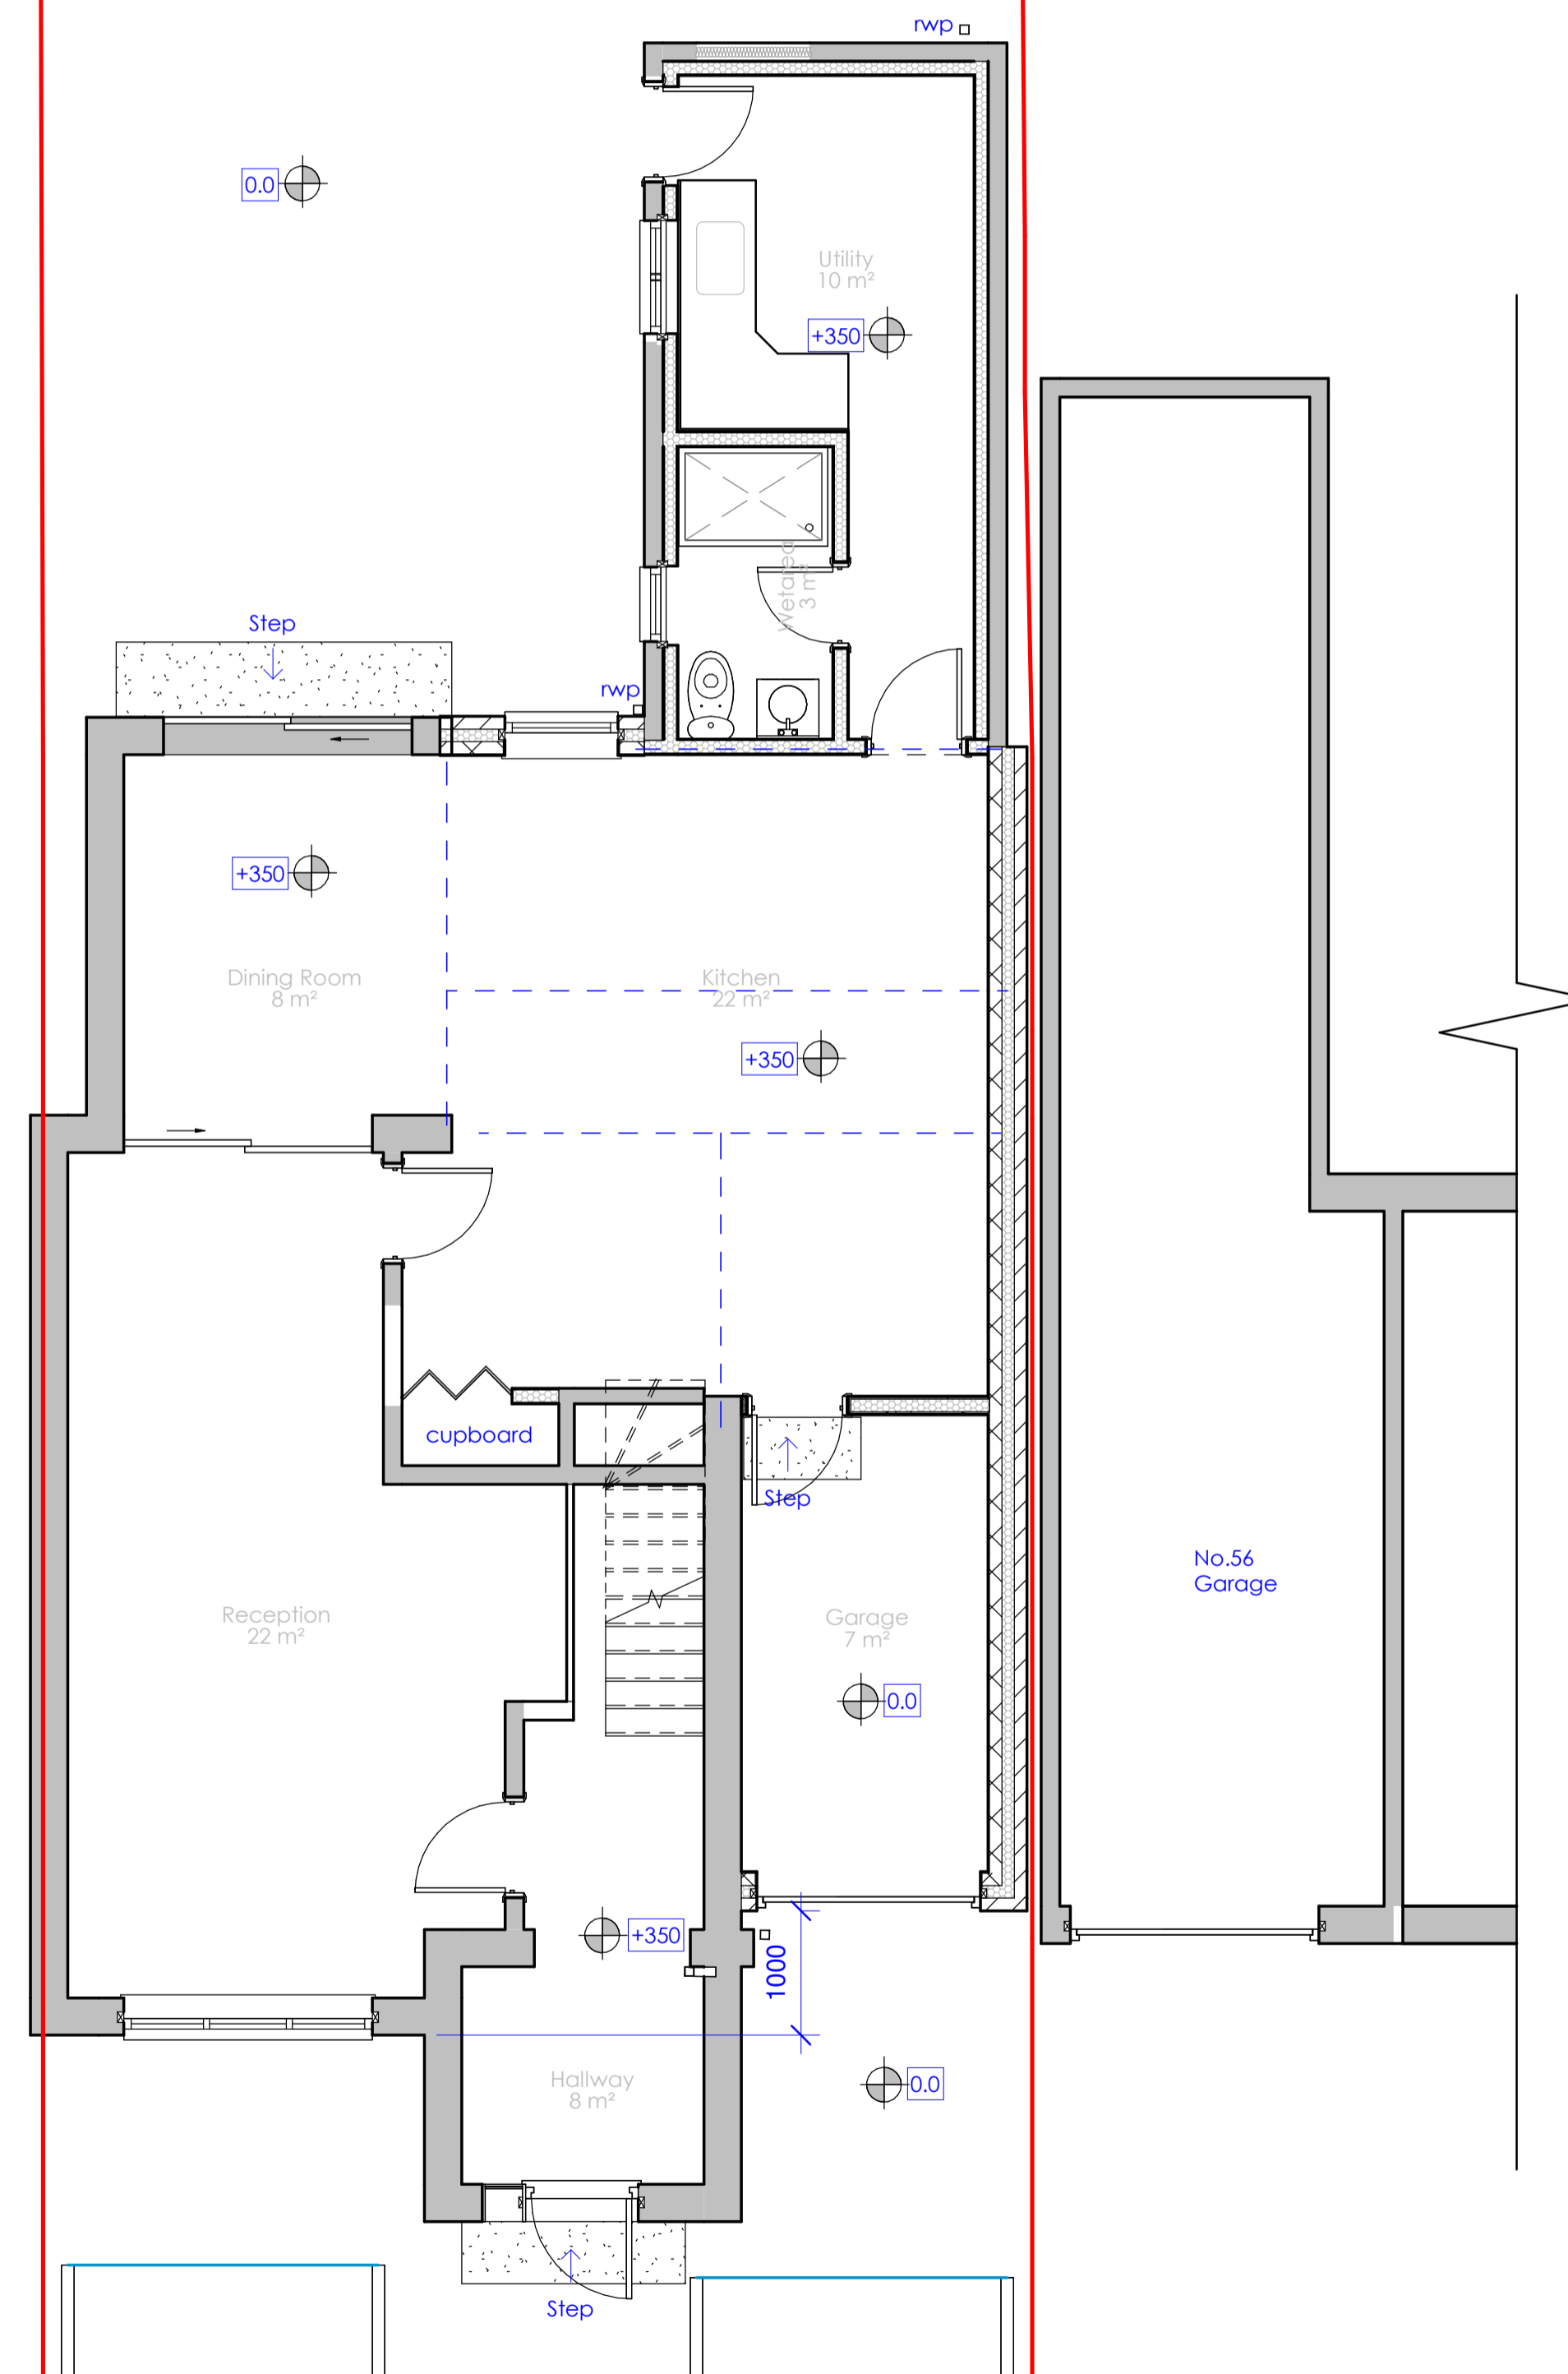 rwp
0.0
Utility
10 m²
+350
Wetarea
3 m²
Step
rwp
+350
Dining Room
8 m²
Kitchen
22 m²
+350
cupboard
Step
No.56
Garage
Reception
22 m²
Garage
7 m²
0.0
+350
1000
Hallway
8 m²
0.0
Step